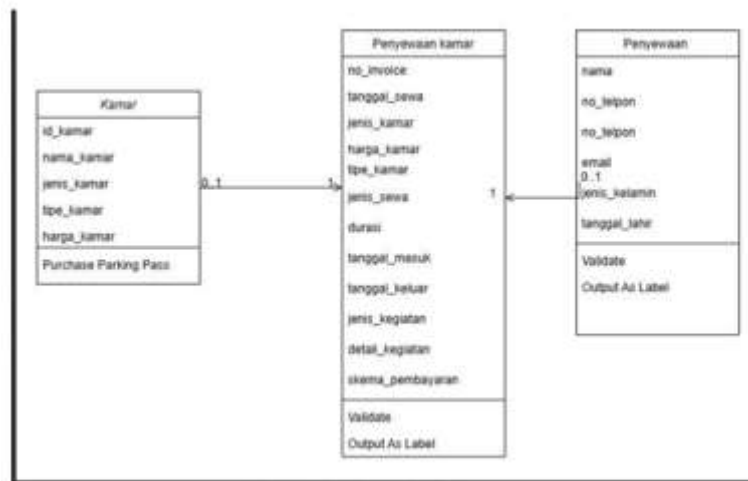 Kamar
id_kamar
nama_kamar
jenis_kamar
tipe_kamar
harga_kamar
Purchase Parking Pass
0..1
1
Penyewaan kamar
no_invoice
tanggal_sewa
jenis_kamar
harga_kamar
tipe_kamar
jenis_sewa
durasi
tanggal_masuk
tanggal_keluar
jenis_kegiatan
detail_kegiatan
skema_pembayaran
Validate
Output As Label
1
Penyewaan
nama
no_telpon
no_telpon
email
0..1
jenis_kelamin
tanggal_lahir
Validate
Output As Label